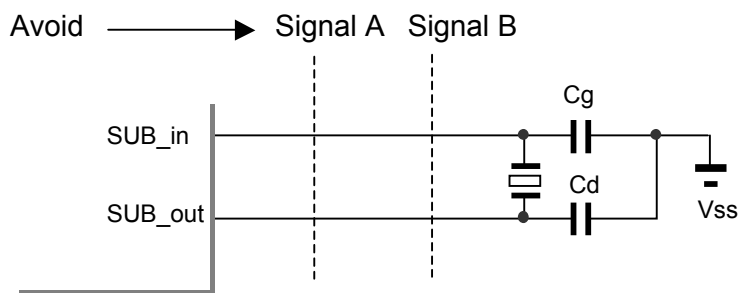 Avoid Signal A Signal B
Cg
SUB_in
Cd
SUB_out
Vss